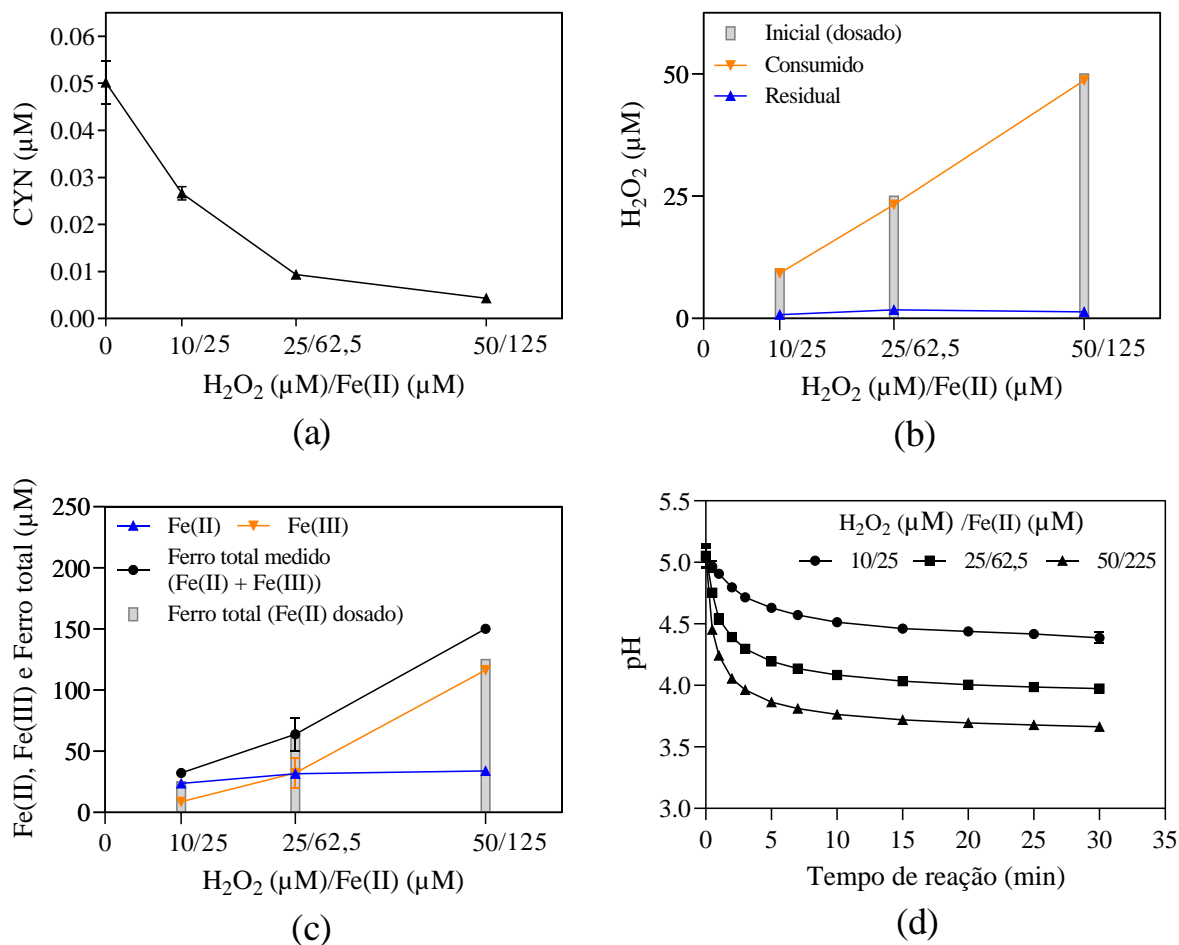 0.06
0.05
0.04
0.03
0.02
0.01
0.00
CYN (µM)
0
10/25
25/62,5
50/125
H₂O₂ (µM)/Fe(II) (µM)
(a)
50
25
0
H₂O₂ (µM)
Inicial (dosado)
Consumido
Residual
0
10/25
25/62,5
50/125
H₂O₂ (µM)/Fe(II) (µM)
(b)
250
200
150
100
50
0
Fe(II), Fe(III) e Ferro total (µM)
Fe(II)
Fe(III)
Ferro total medido
(Fe(II) + Fe(III))
Ferro total (Fe(II) dosado)
0
10/25
25/62,5
50/125
H₂O₂ (µM)/Fe(II) (µM)
(c)
5.5
5.0
4.5
4.0
3.5
3.0
pH
H₂O₂ (µM) /Fe(II) (µM)
10/25
25/62,5
50/225
0
5
10
15
20
25
30
35
Tempo de reação (min)
(d)